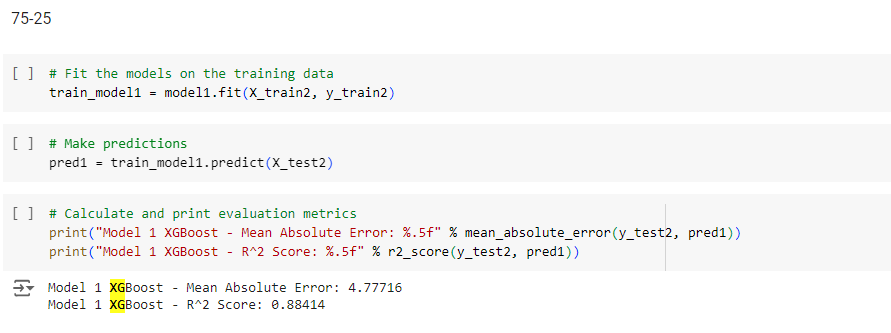 75-25
[ ] # Fit the models on the training data
train_model1 = model1.fit(X_train2, y_train2)
[ ] # Make predictions
pred1 = train_model1.predict(X_test2)
[ ] # Calculate and print evaluation metrics
print("Model 1 XGBoost - Mean Absolute Error: %.5f" % mean_absolute_error(y_test2, pred1))
print("Model 1 XGBoost - R^2 Score: %.5f" % r2_score(y_test2, pred1))
Model 1 XGBoost - Mean Absolute Error: 4.77716
Model 1 XGBoost - R^2 Score: 0.88414